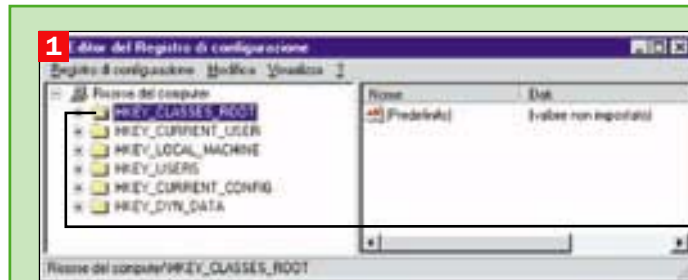 1
Editor del Registro di configurazione
Registro di configurazione Modifica Visualizza ?
Risorse del computer
HKEY_CLASSES_ROOT
HKEY_CURRENT_USER
HKEY_LOCAL_MACHINE
HKEY_USERS
HKEY_CURRENT_CONFIG
HKEY_DYN_DATA
Nome Dati
ab (Predefinito) (valore non impostato)
Risorse del computer\HKEY_CLASSES_ROOT